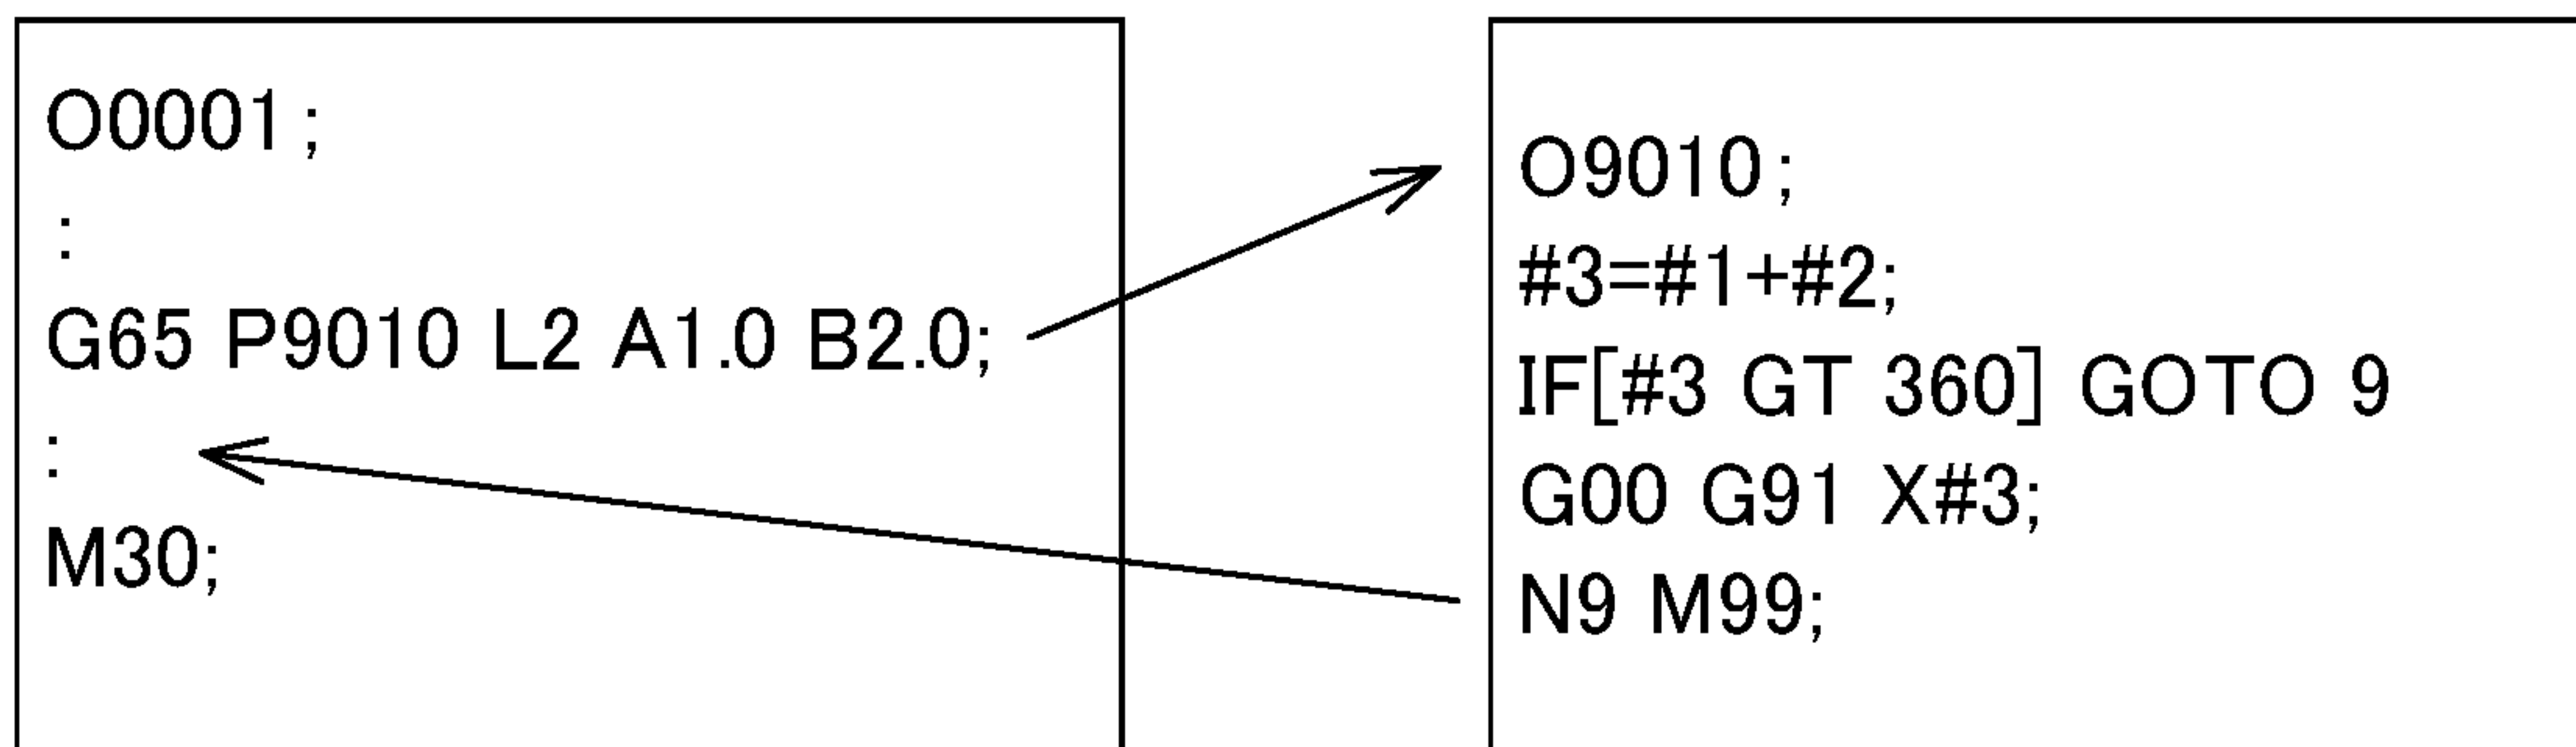 O0001;
:
G65 P9010 L2 A1.0 B2.0;
:
M30;
O9010;
#3=#1+#2;
IF[#3 GT 360] GOTO 9
G00 G91 X#3;
N9 M99;